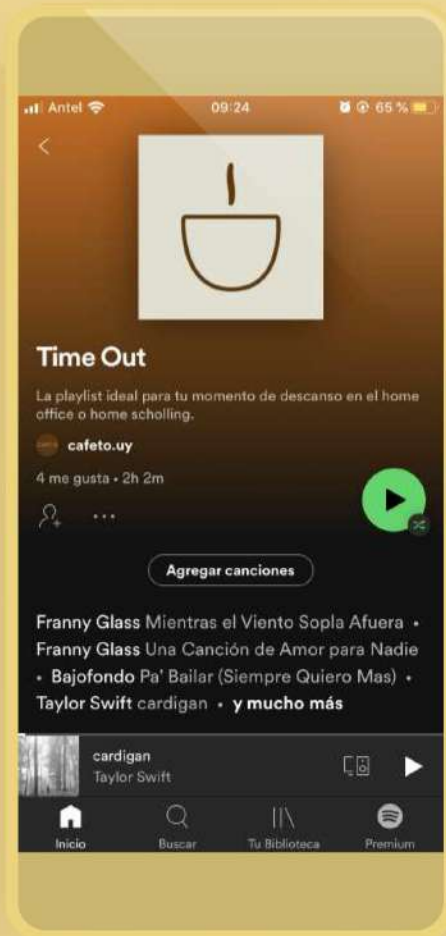 Antel 09:24 65 %
Time Out
La playlist ideal para tu momento de descanso en el home
office o home scholling.
cafeto.uy
4 me gusta • 2h 2m
Agregar canciones
Franny Glass Mientras el Viento Sopla Afuera •
Franny Glass Una Canción de Amor para Nadie
• Bajofondo Pa' Bailar (Siempre Quiero Mas) •
Taylor Swift cardigan • y mucho más
cardigan
Taylor Swift
Inicio Buscar Tu Biblioteca Premium